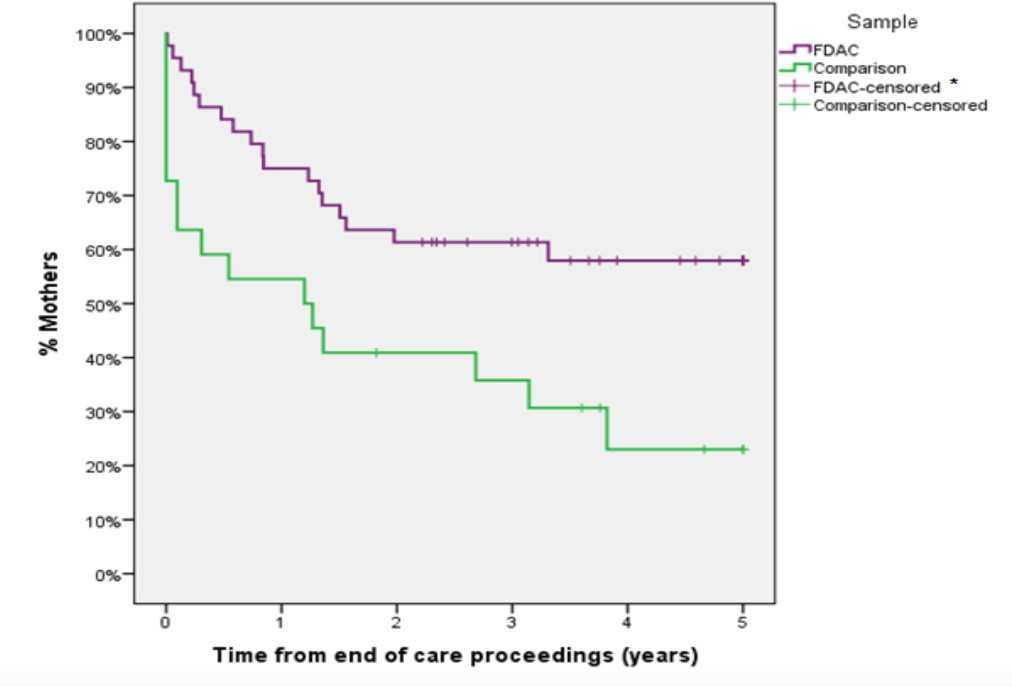 Sample
FDAC
Comparison
FDAC-censored *
Comparison-censored
100%
90%
80%
70%
60%
50%
40%
30%
20%
10%
0%
% Mothers
0 1 2 3 4 5
Time from end of care proceedings (years)